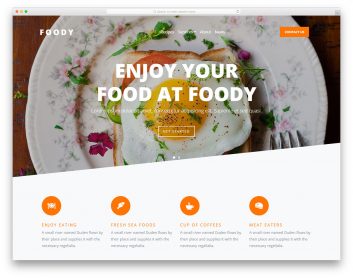 FOODY
Recipes Services About News
CONTACT US
ENJOY YOUR
FOOD AT FOODY
GET STARTED
ENJOY EATING
FRESH SEA FOODS
CUP OF COFFEES
MEAT EATERS
A small river named Duden flows by
their place and supplies it with the
necessary regelialia.
A small river named Duden flows by
their place and supplies it with the
necessary regelialia.
A small river named Duden flows by
their place and supplies it with the
necessary regelialia.
A small river named Duden flows by
their place and supplies it with the
necessary regelialia.